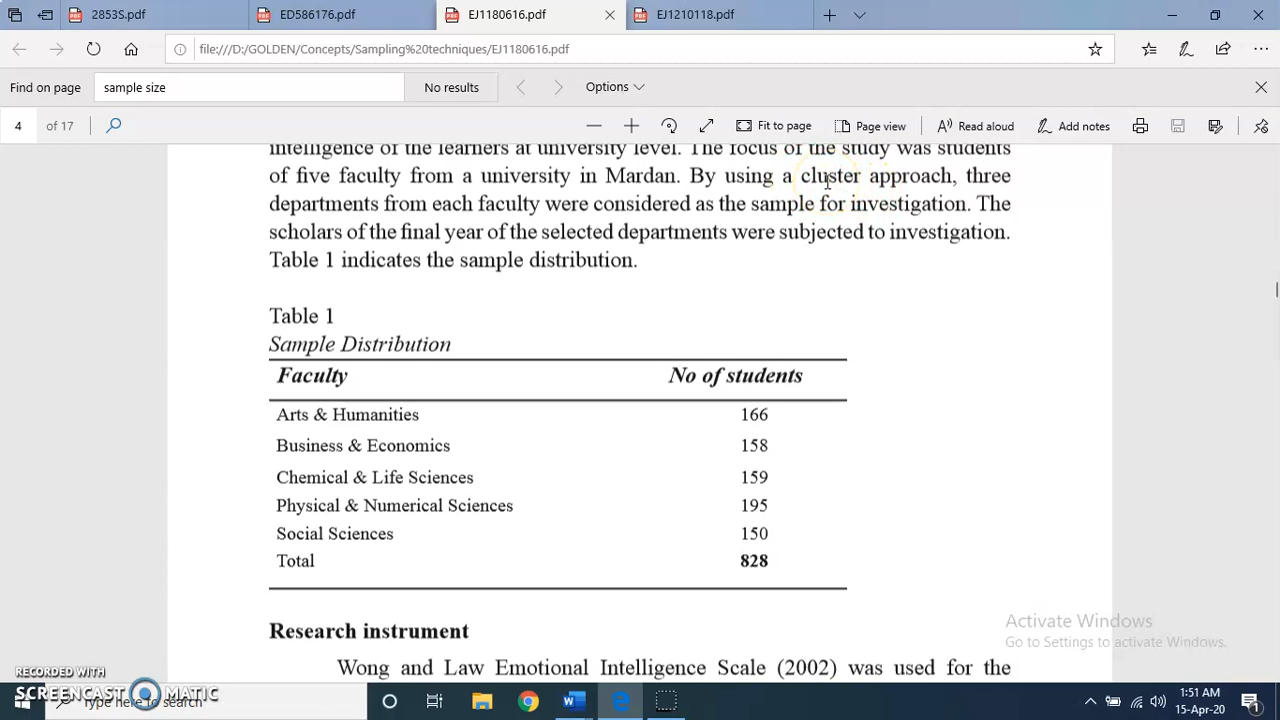 2853S.pdf
ED586176.pdf
EJ1180616.pdf
EJ1210118.pdf
file:///D:/GOLDEN/Concepts/Sampling%20techniques/EJ1180616.pdf
Find on page
sample size
No results
Options
4
of 17
Fit to page
Page view
Read aloud
Add notes
intelligence of the learners at university level. The focus of the study was students
of five faculty from a university in Mardan. By using a cluster approach, three
departments from each faculty were considered as the sample for investigation. The
scholars of the final year of the selected departments were subjected to investigation.
Table 1 indicates the sample distribution.
Table 1
Sample Distribution
Faculty No of students
Arts & Humanities 166
Business & Economics 158
Chemical & Life Sciences 159
Physical & Numerical Sciences 195
Social Sciences 150
Total 828
Research instrument
Wong and Law Emotional Intelligence Scale (2002) was used for the
Activate Windows
Go to Settings to activate Windows.
RECORDED WITH
SCREENCAST MATIC
Type here to search
1:51 AM
15-Apr-20